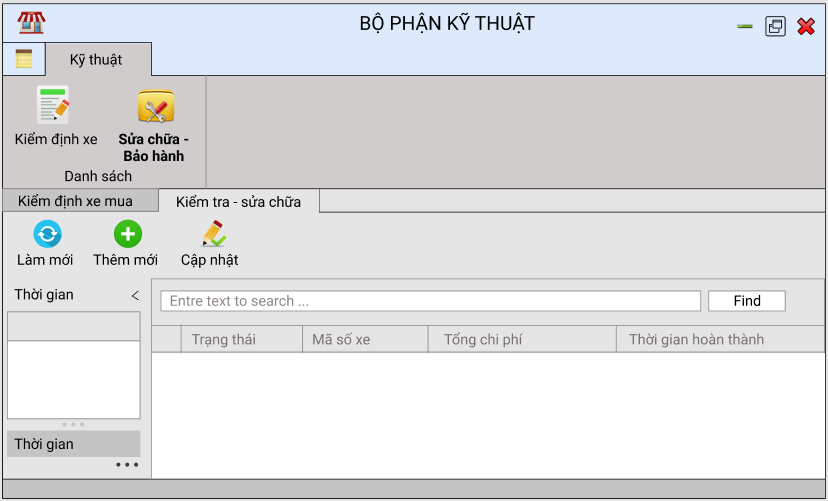 BỘ PHẬN KỸ THUẬT
Kỹ thuật
Kiểm định xe
Sửa chữa -
Bảo hành
Danh sách
Kiểm định xe mua
Kiểm tra - sửa chữa
Làm mới
Thêm mới
Cập nhật
Thời gian
<
Entre text to search ...
Find
Trạng thái
Mã số xe
Tổng chi phí
Thời gian hoàn thành
Thời gian